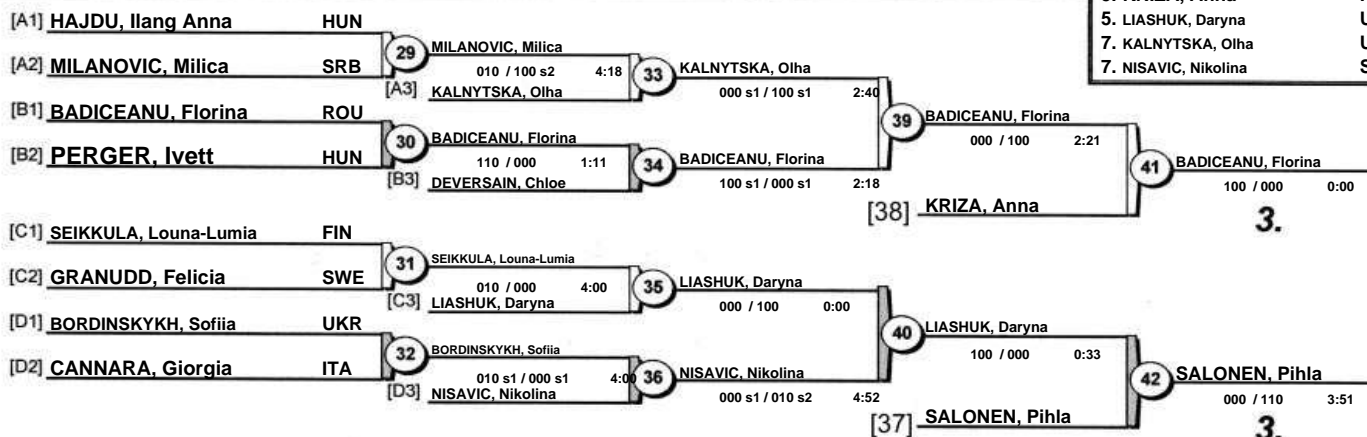 5. LIASHUK, Daryna U
7. KALNYTSKA, Olha U
7. NISAVIC, Nikolina S
[A1] HAJDU, Ilang Anna HUN
[A2] MILANOVIC, Milica SRB
29 MILANOVIC, Milica
010 / 100 s2 4:18
[A3] KALNYTSKA, Olha
33 KALNYTSKA, Olha
000 s1 / 100 s1 2:40
[B1] BADICEANU, Florina ROU
[B2] PERGER, Ivett HUN
30 BADICEANU, Florina
110 / 000 1:11
[B3] DEVERSAIN, Chloe
34 BADICEANU, Florina
100 s1 / 000 s1 2:18
39 BADICEANU, Florina
000 / 100 2:21
[38] KRIZA, Anna
41 BADICEANU, Florina
100 / 000 0:00
3.
[C1] SEIKKULA, Louna-Lumia FIN
[C2] GRANUDD, Felicia SWE
31 SEIKKULA, Louna-Lumia
010 / 000 4:00
[C3] LIASHUK, Daryna
35 LIASHUK, Daryna
000 / 100 0:00
[D1] BORDINSKYKH, Sofiia UKR
[D2] CANNARA, Giorgia ITA
32 BORDINSKYKH, Sofiia
010 s1 / 000 s1 4:00
[D3] NISAVIC, Nikolina
36 NISAVIC, Nikolina
000 s1 / 010 s2 4:52
40 LIASHUK, Daryna
100 / 000 0:33
[37] SALONEN, Pihla
42 SALONEN, Pihla
000 / 110 3:51
3.